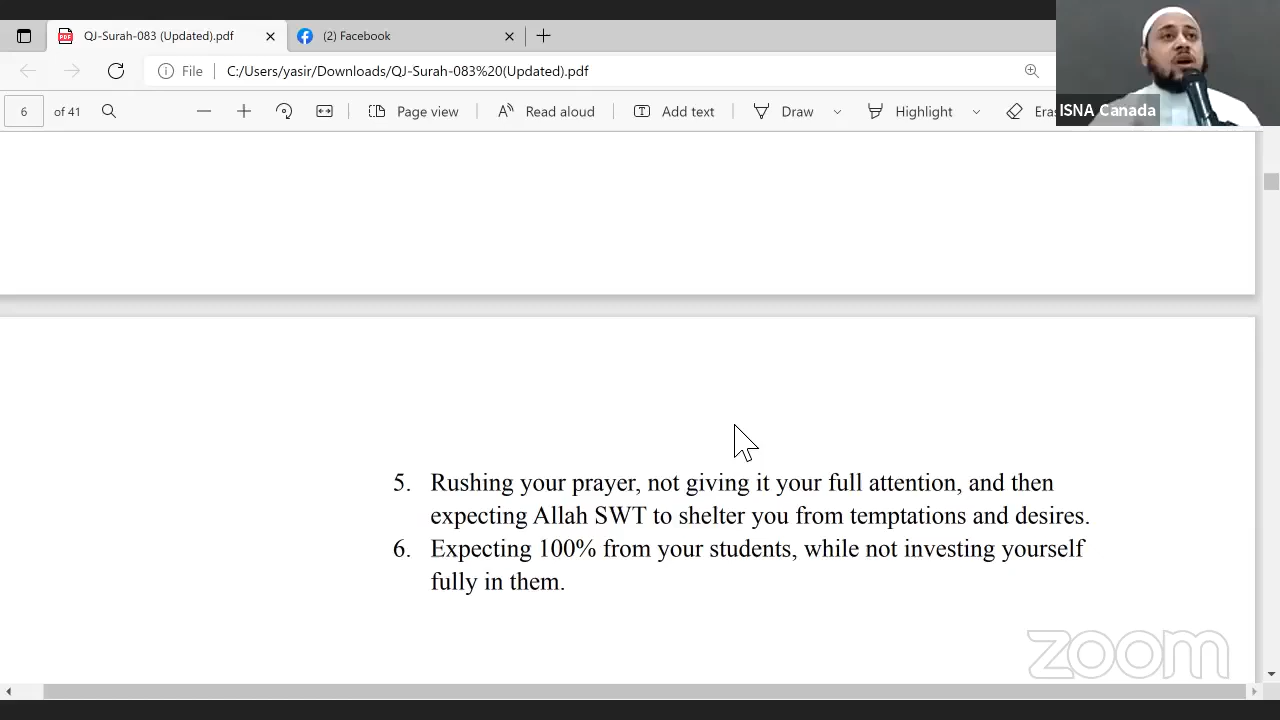 QJ-Surah-083 (Updated).pdf
(2) Facebook
File
C:/Users/yasir/Downloads/QJ-Surah-083%20(Updated).pdf
6 of 41
Page view
Read aloud
Add text
Draw
Highlight
Era
ISNA Canada
PDF
5. Rushing your prayer, not giving it your full attention, and then
expecting Allah SWT to shelter you from temptations and desires.
6. Expecting 100% from your students, while not investing yourself
fully in them.
zoom